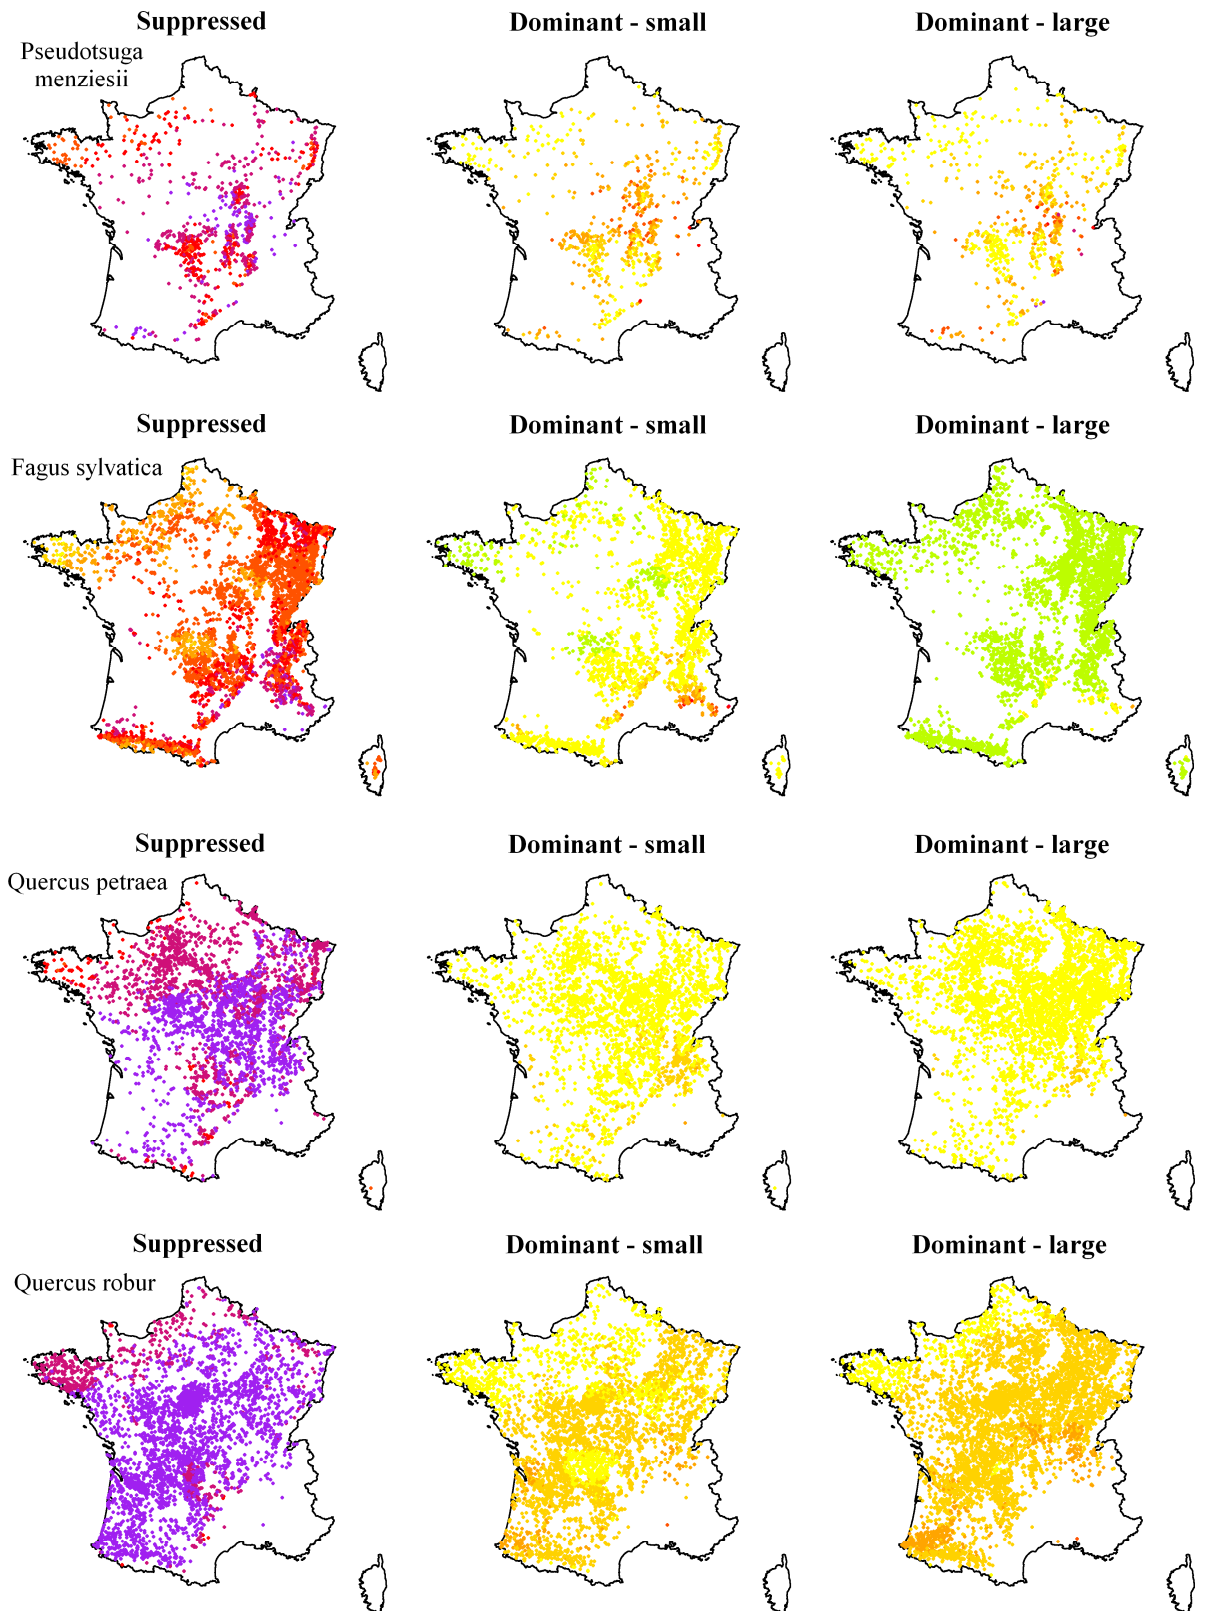 Suppressed
Dominant - small
Dominant - large
Pseudotsuga
menziesii
Suppressed
Dominant - small
Dominant - large
Fagus sylvatica
Suppressed
Dominant - small
Dominant - large
Quercus petraea
Suppressed
Dominant - small
Dominant - large
Quercus robur